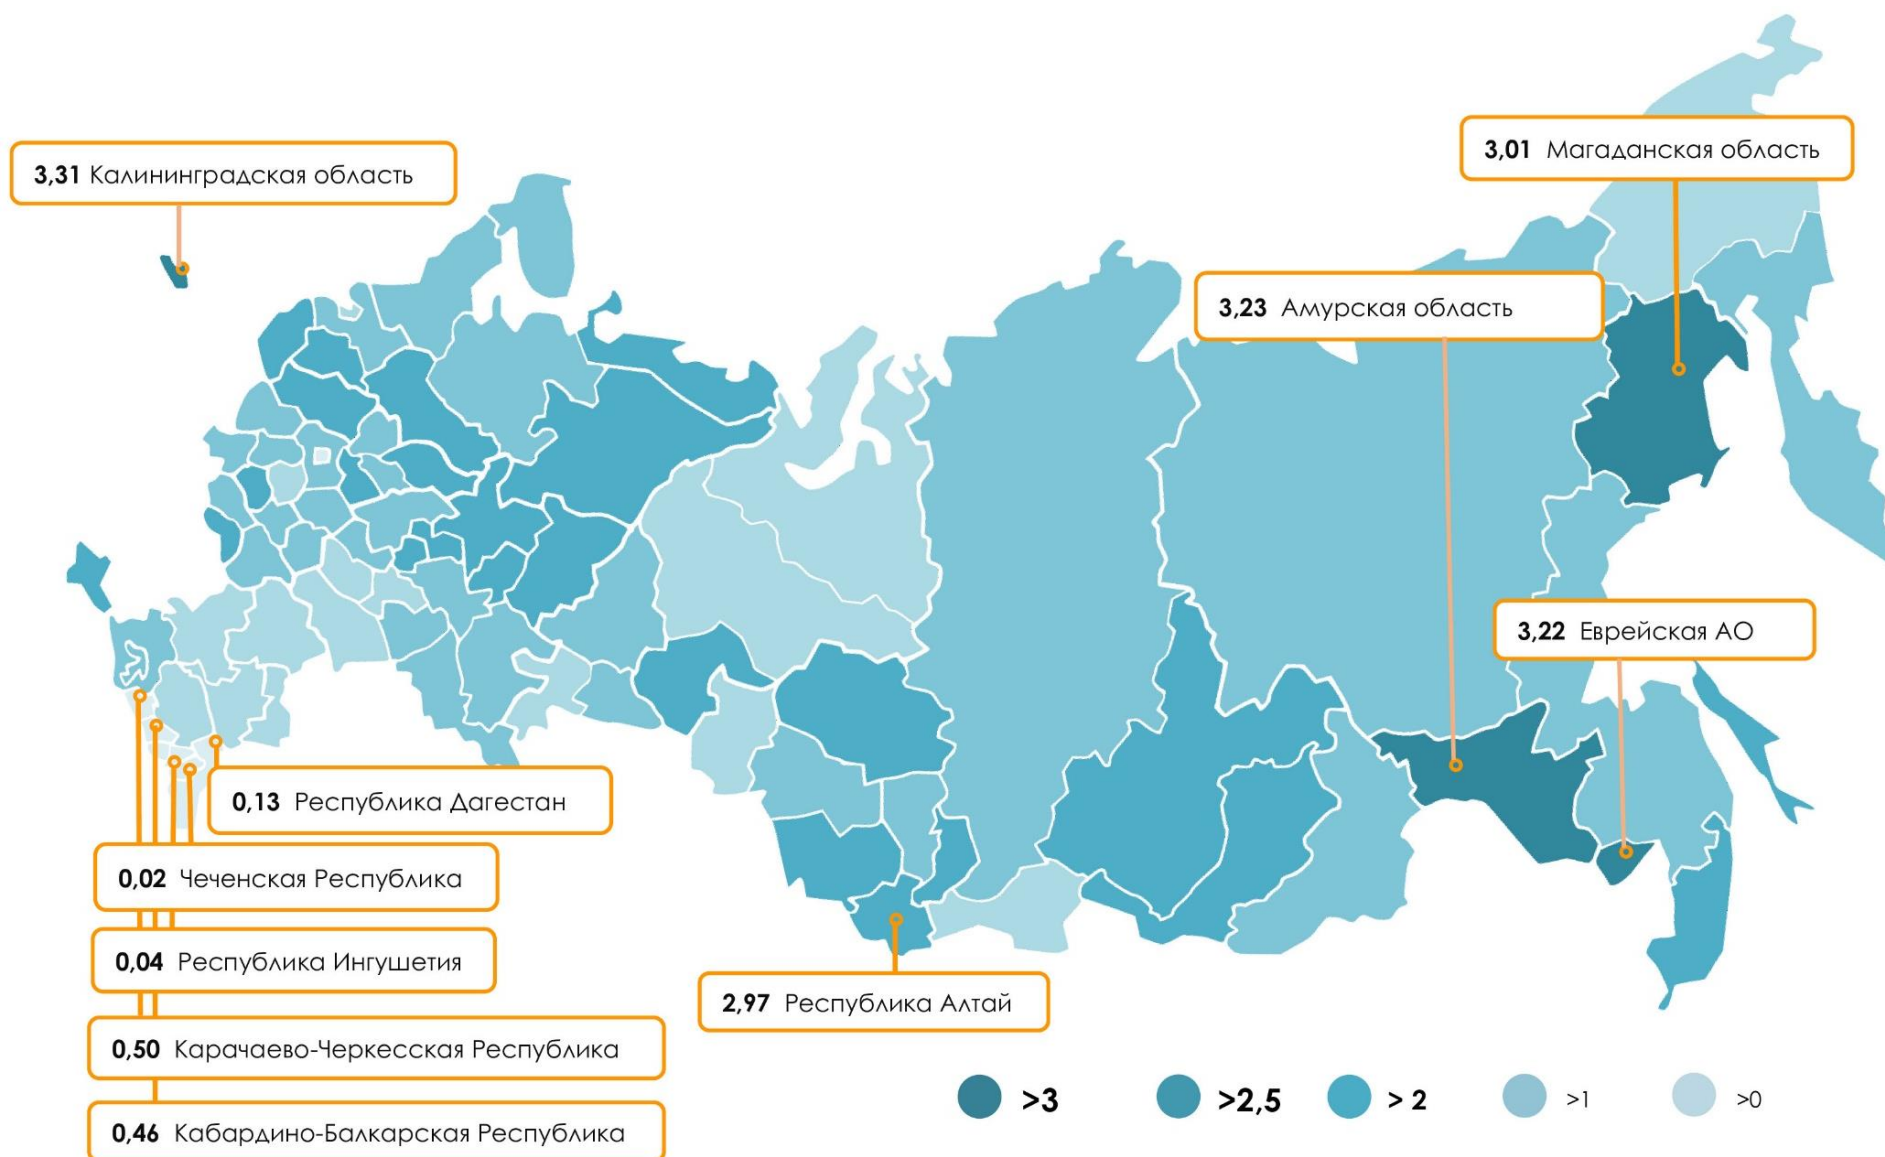 3,31 Калининградская область
3,01 Магаданская область
3,23 Амурская область
3,22 Еврейская АО
0,13 Республика Дагестан
0,02 Чеченская Республика
0,04 Республика Ингушетия
2,97 Республика Алтай
0,50 Карачаево-Черкесская Республика
0,46 Кабардино-Балкарская Республика
>3 >2,5 > 2 >1 >0